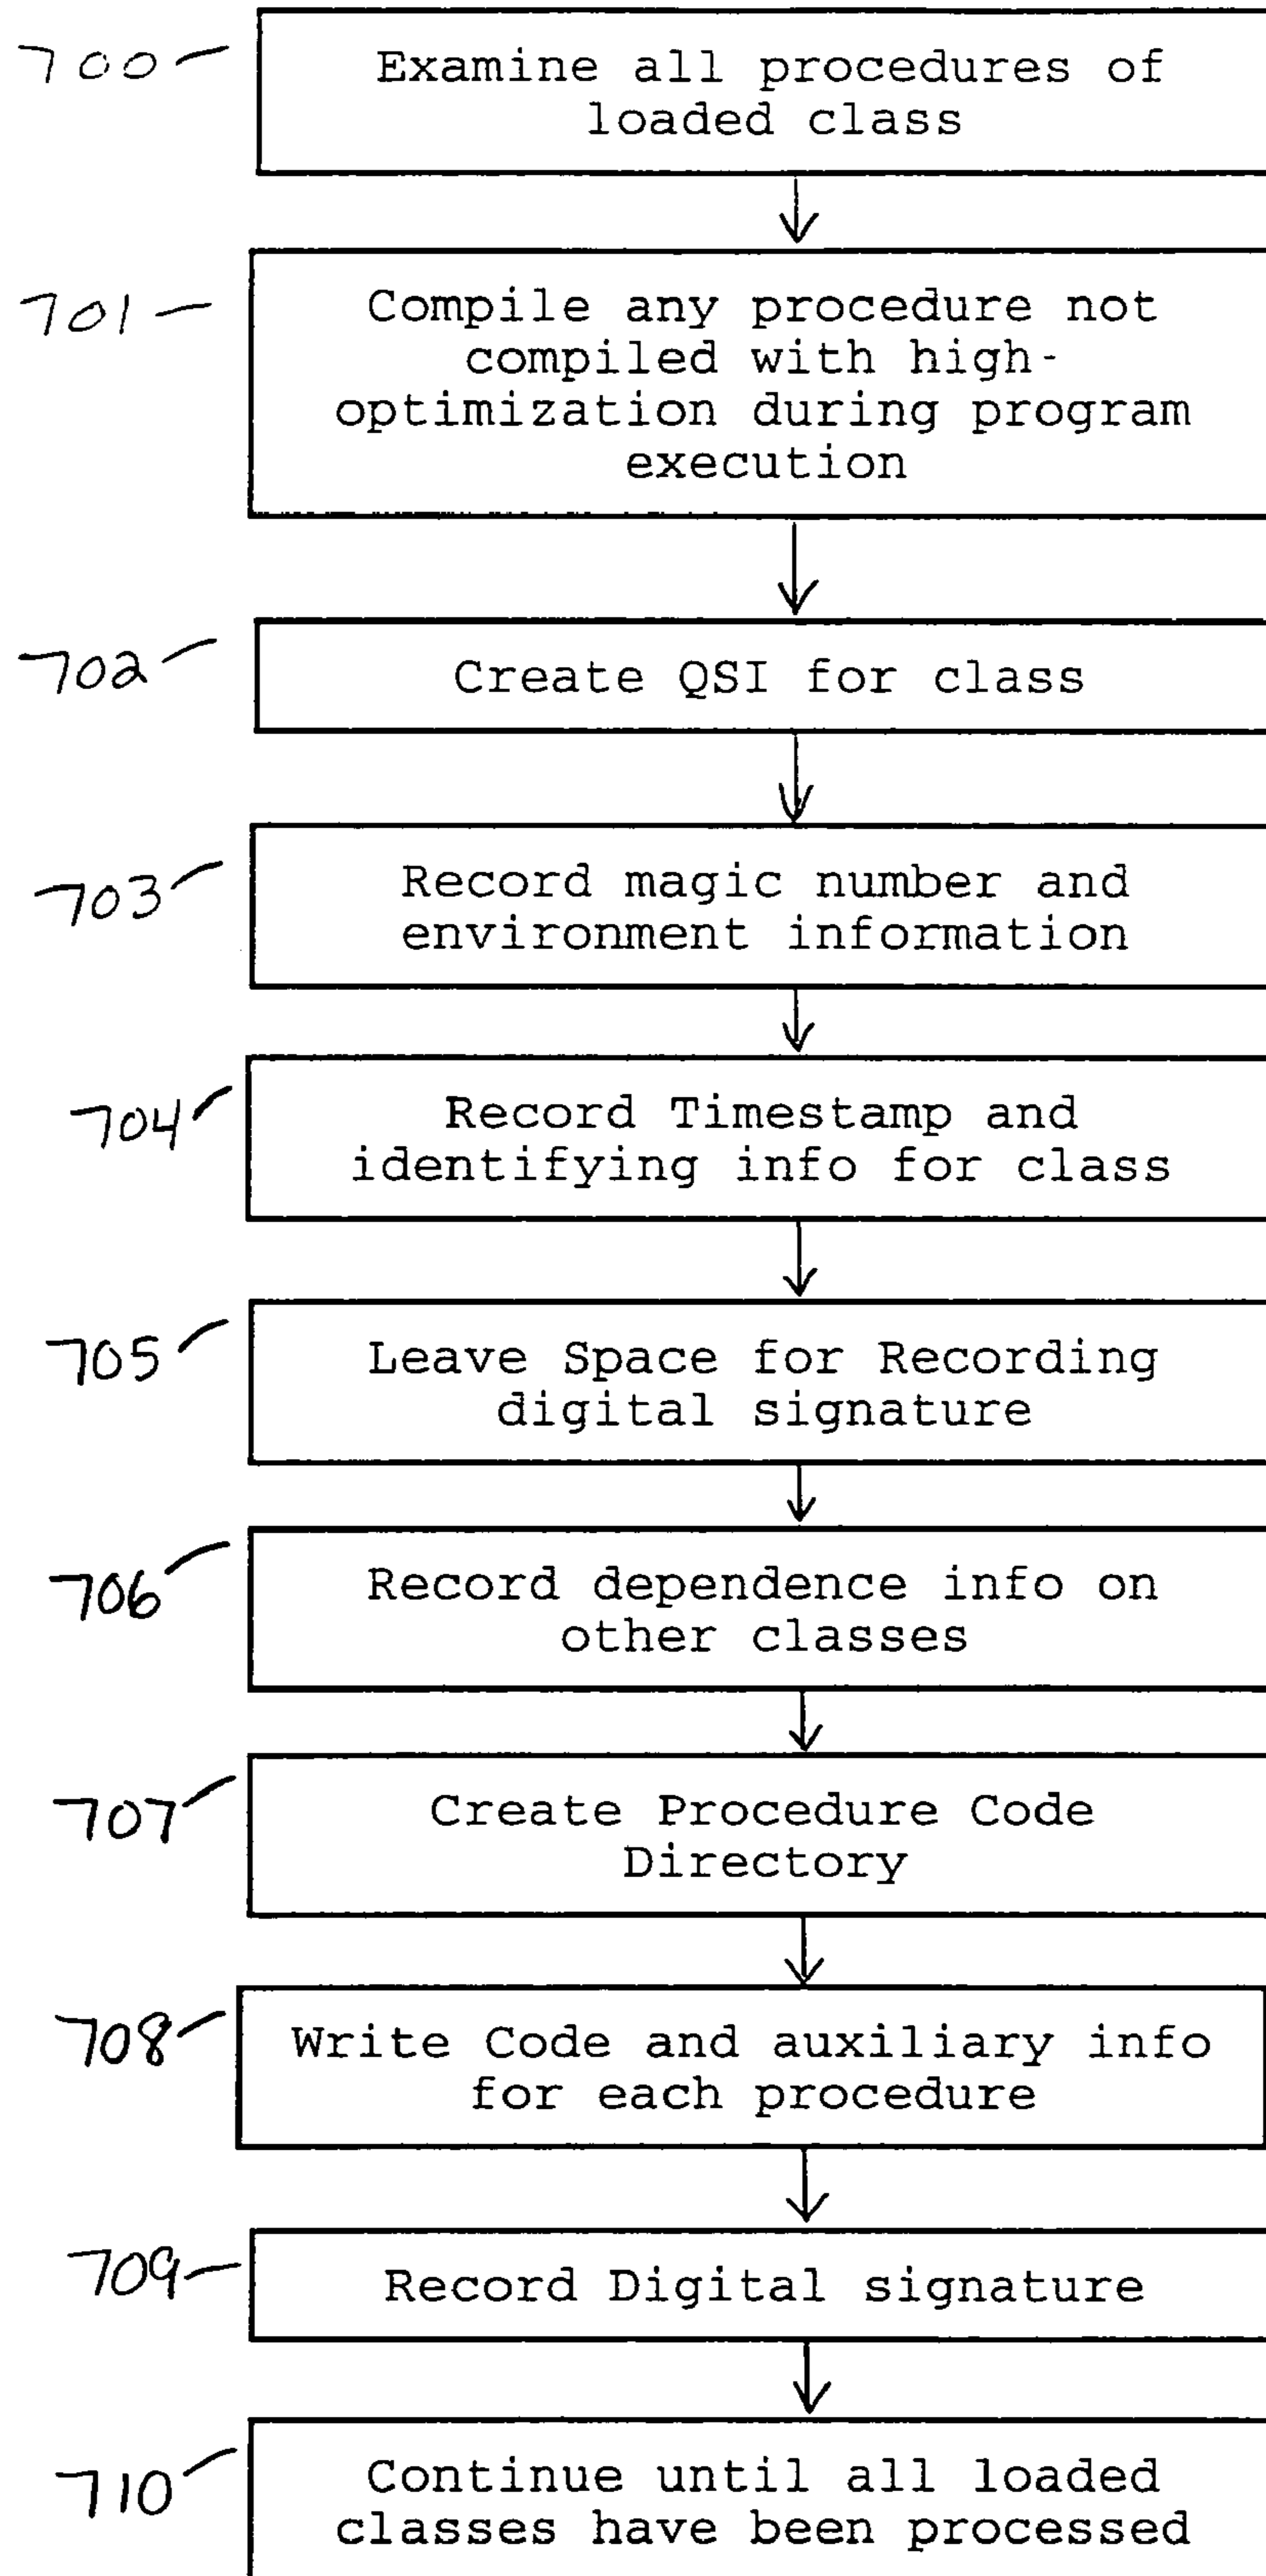 700
Examine all procedures of
loaded class
701
Compile any procedure not
compiled with high-
optimization during program
execution
702
Create QSI for class
703
Record magic number and
environment information
704
Record Timestamp and
identifying info for class
705
Leave Space for Recording
digital signature
706
Record dependence info on
other classes
707
Create Procedure Code
Directory
708
Write Code and auxiliary info
for each procedure
709
Record Digital signature
710
Continue until all loaded
classes have been processed